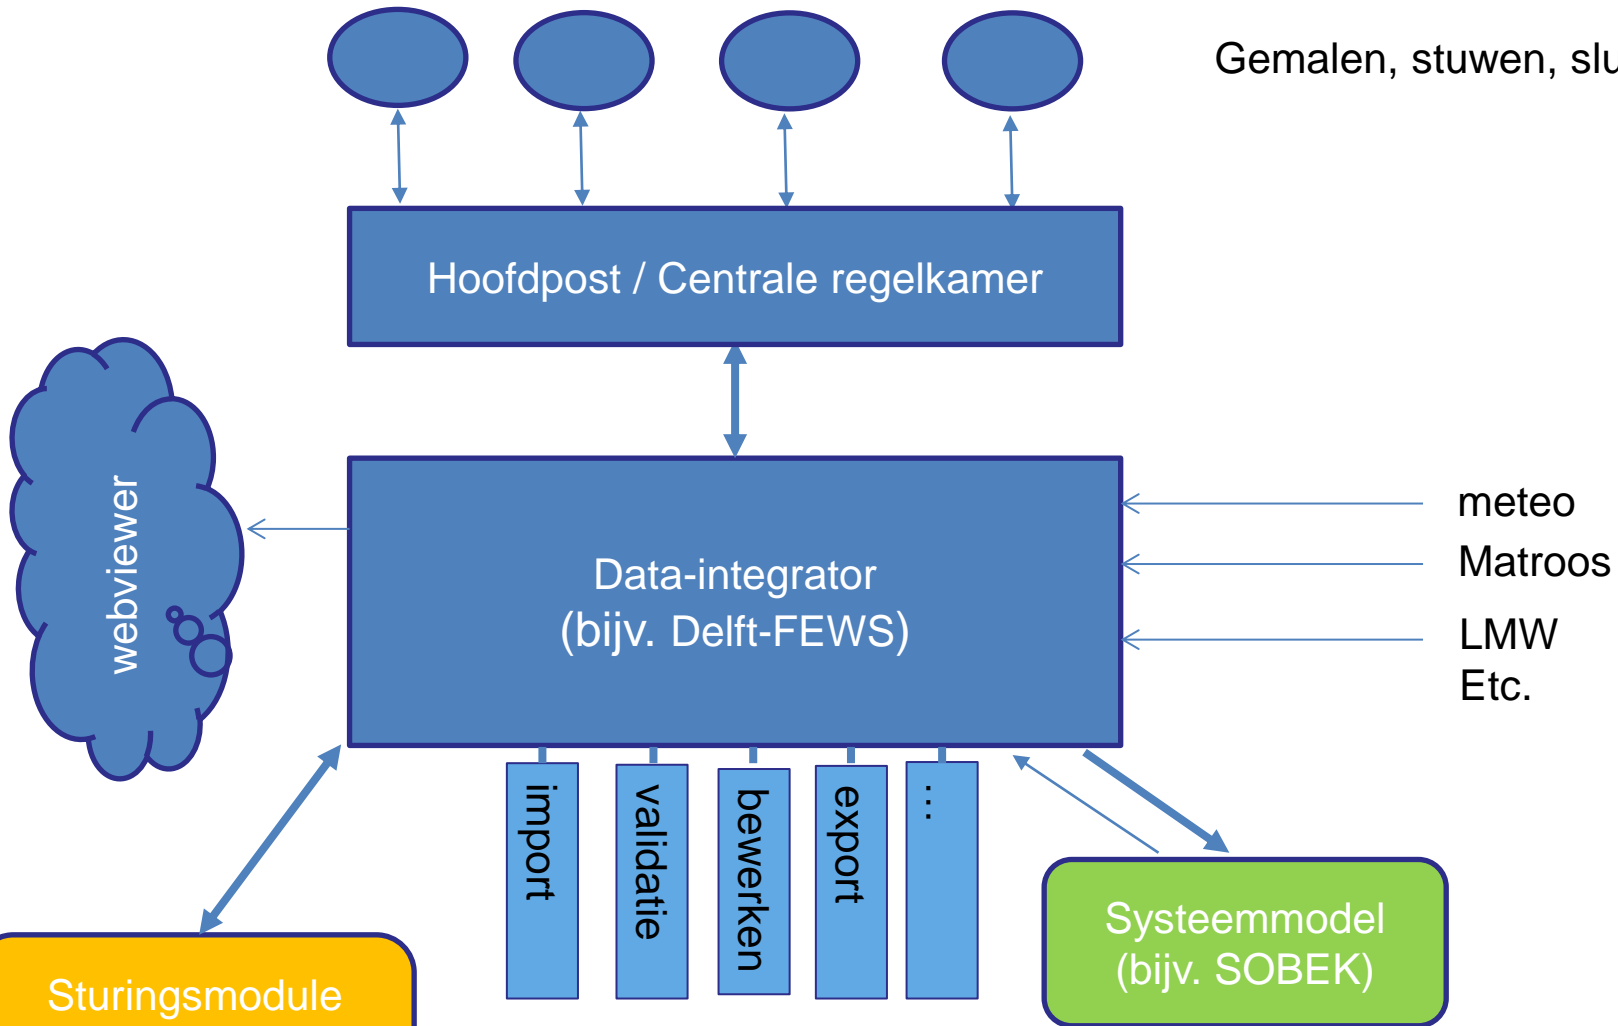 Gemalen, stuwen, slu
Hoofdpost / Centrale regelkamer
webviewer
Data-integrator
(bijv. Delft-FEWS)
meteo
Matroos
LMW
Etc.
import
validatie
bewerken
export
...
Systeemmodel
(bijv. SOBEK)
Sturingsmodule